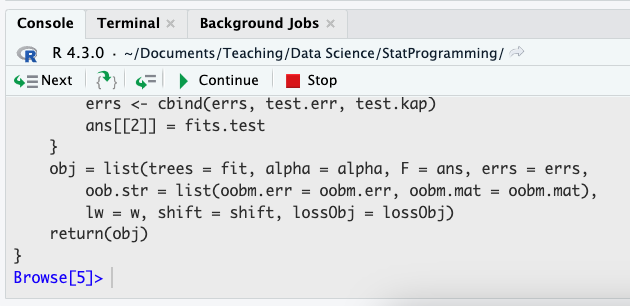 Console Terminal × Background Jobs ×
R R 4.3.0 · ~/Documents/Teaching/Data Science/StatProgramming/
Next Continue Stop
        errs <- cbind(errs, test.err, test.kap)
        ans[[2]] = fits.test
    }
    obj = list(trees = fit, alpha = alpha, F = ans, errs = errs,
        oob.str = list(oobm.err = oobm.err, oobm.mat = oobm.mat),
        lw = w, shift = shift, lossObj = lossObj)
    return(obj)
}
Browse[5]>